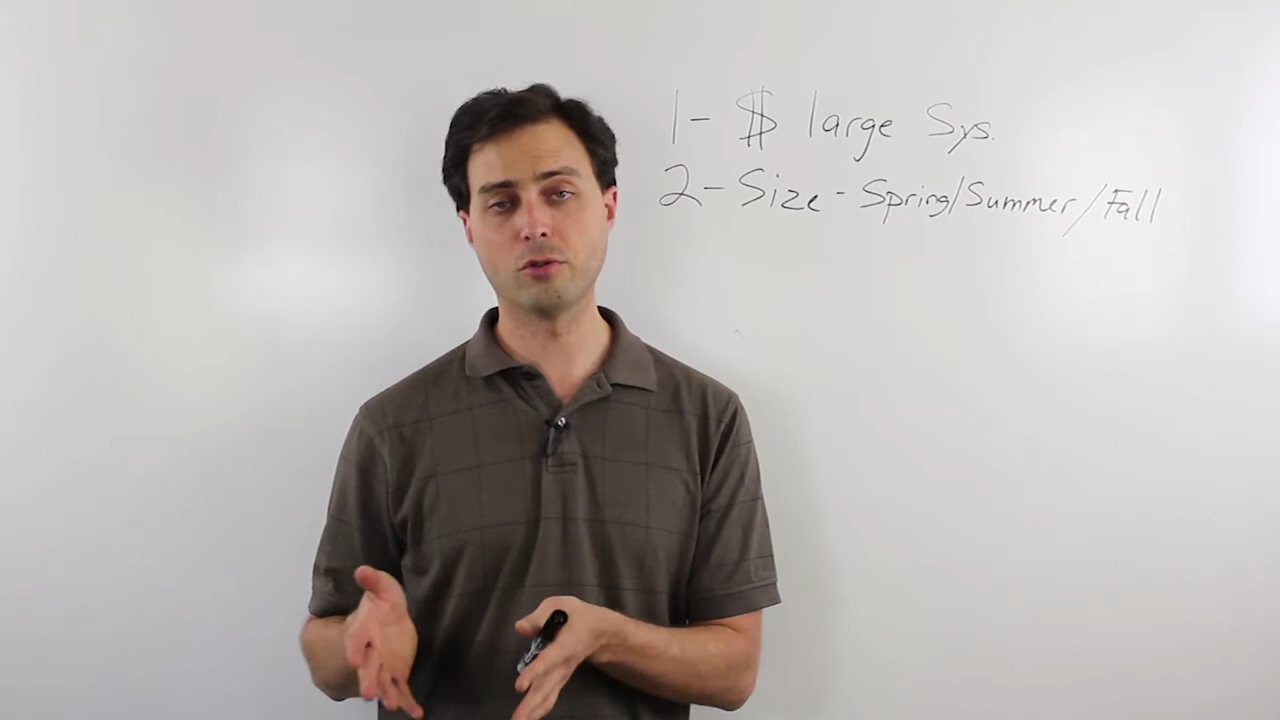 1- $ large Sys.
2- Size - Spring/Summer/Fall